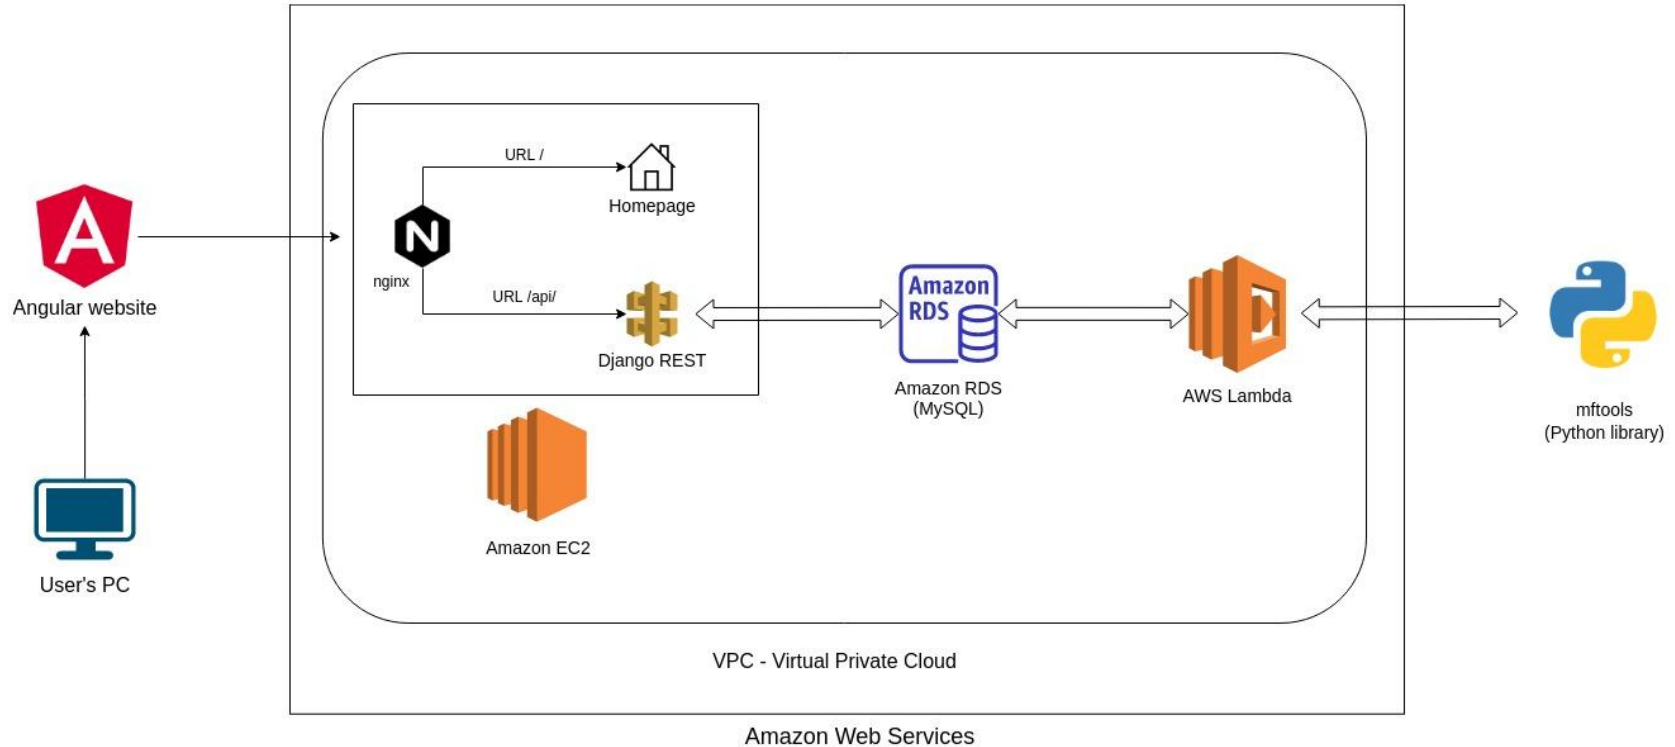 URL /
Homepage
nginx
URL /api/
Django REST
Angular website
Amazon
RDS
Amazon RDS
(MySQL)
AWS Lambda
mftools
(Python library)
Amazon EC2
User's PC
VPC - Virtual Private Cloud
Amazon Web Services